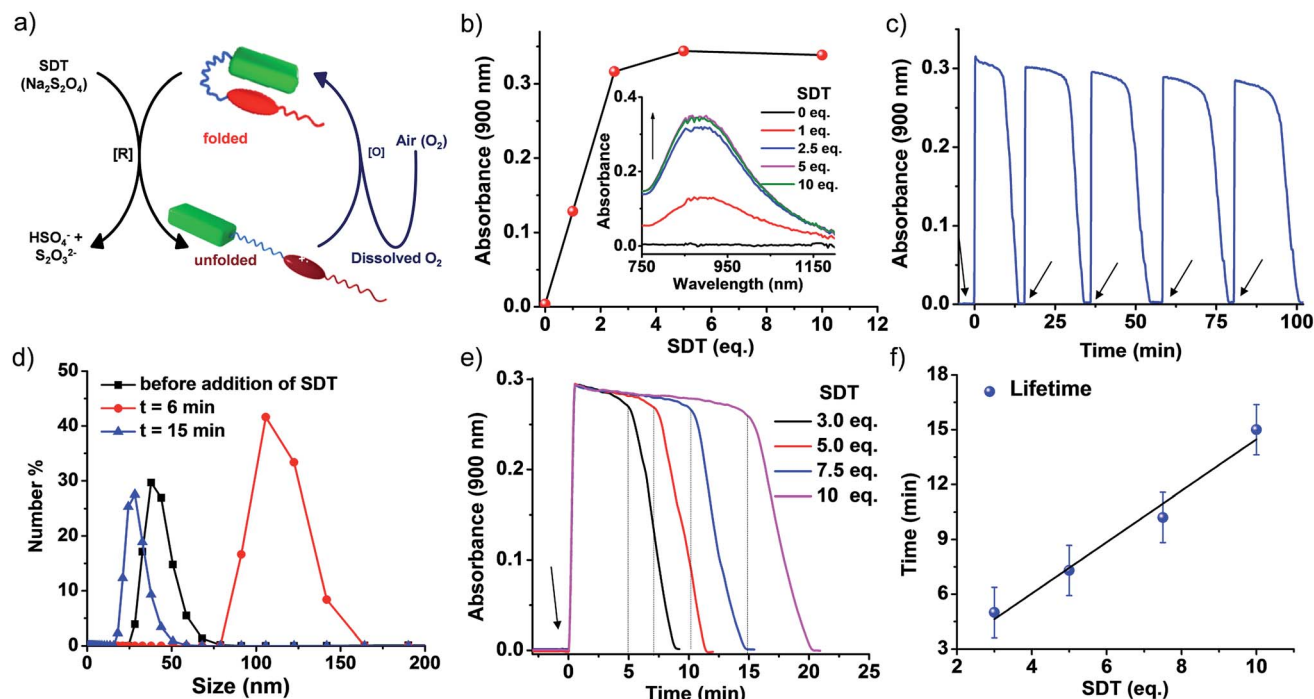 a)
SDT
(Na₂S₂O₄)
[R]
HSO₄⁻ +
S₂O₃²⁻
folded
unfolded
+.
[O]
Air (O₂)
Dissolved O₂
b)
Absorbance (900 nm)
0.3
0.2
0.1
0.0
0 2 4 6 8 10 12
SDT (eq.)
Absorbance
0.4
0.2
0.0
750 900 1050 1200
Wavelength (nm)
SDT
0 eq.
1 eq.
2.5 eq.
5 eq.
10 eq.
c)
Absorbance (900 nm)
0.3
0.2
0.1
0.0
0 25 50 75 100
Time (min)
d)
Number %
50
40
30
20
10
0
before addition of SDT
t = 6 min
t = 15 min
0 50 100 150 200
Size (nm)
e)
Absorbance (900 nm)
0.3
0.2
0.1
0.0
SDT
3.0 eq.
5.0 eq.
7.5 eq.
10 eq.
0 5 10 15 20 25
Time (min)
f)
Time (min)
18
15
12
9
6
3
Lifetime
2 4 6 8 10
SDT (eq.)